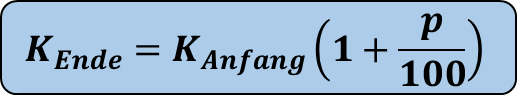 K_Ende = K_Anfang (1 + p/100)